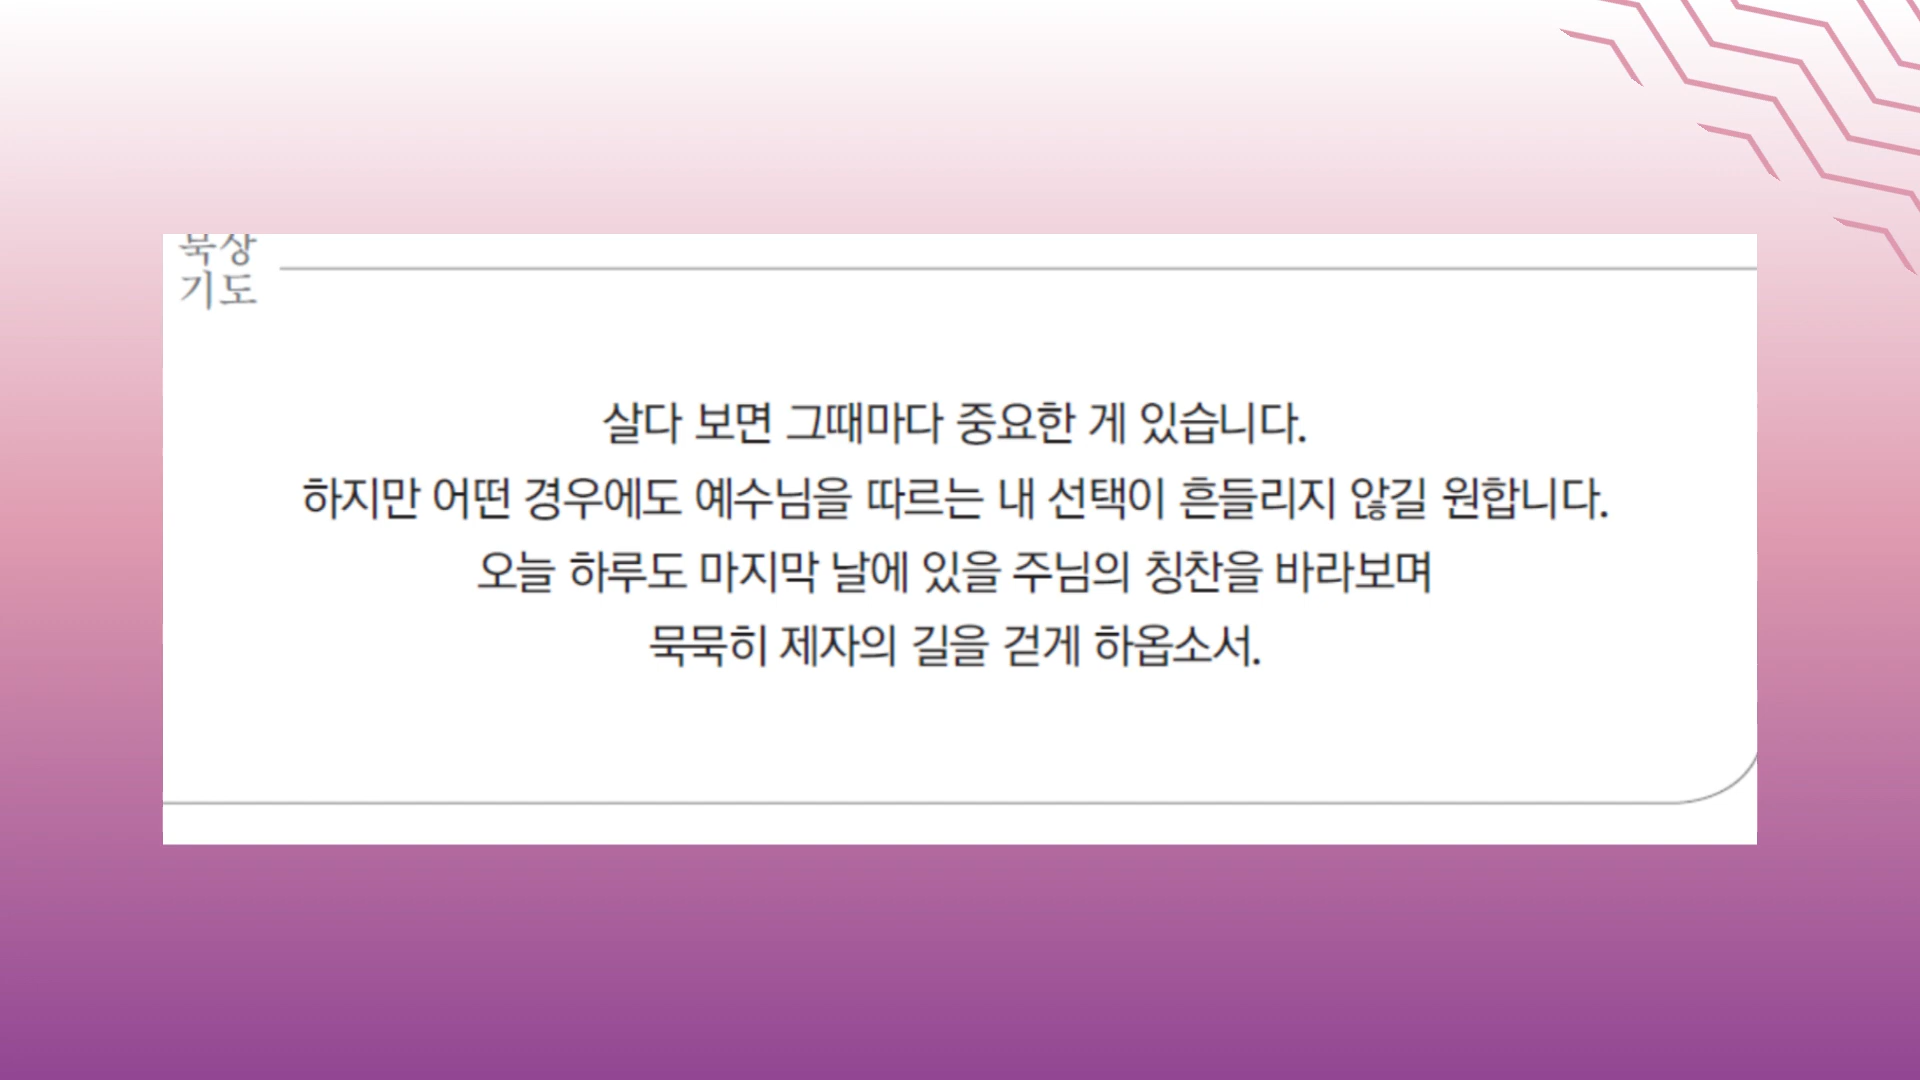 묵상
기도
살다 보면 그때마다 중요한 게 있습니다.
하지만 어떤 경우에도 예수님을 따르는 내 선택이 흔들리지 않길 원합니다.
오늘 하루도 마지막 날에 있을 주님의 칭찬을 바라보며
묵묵히 제자의 길을 걷게 하옵소서.